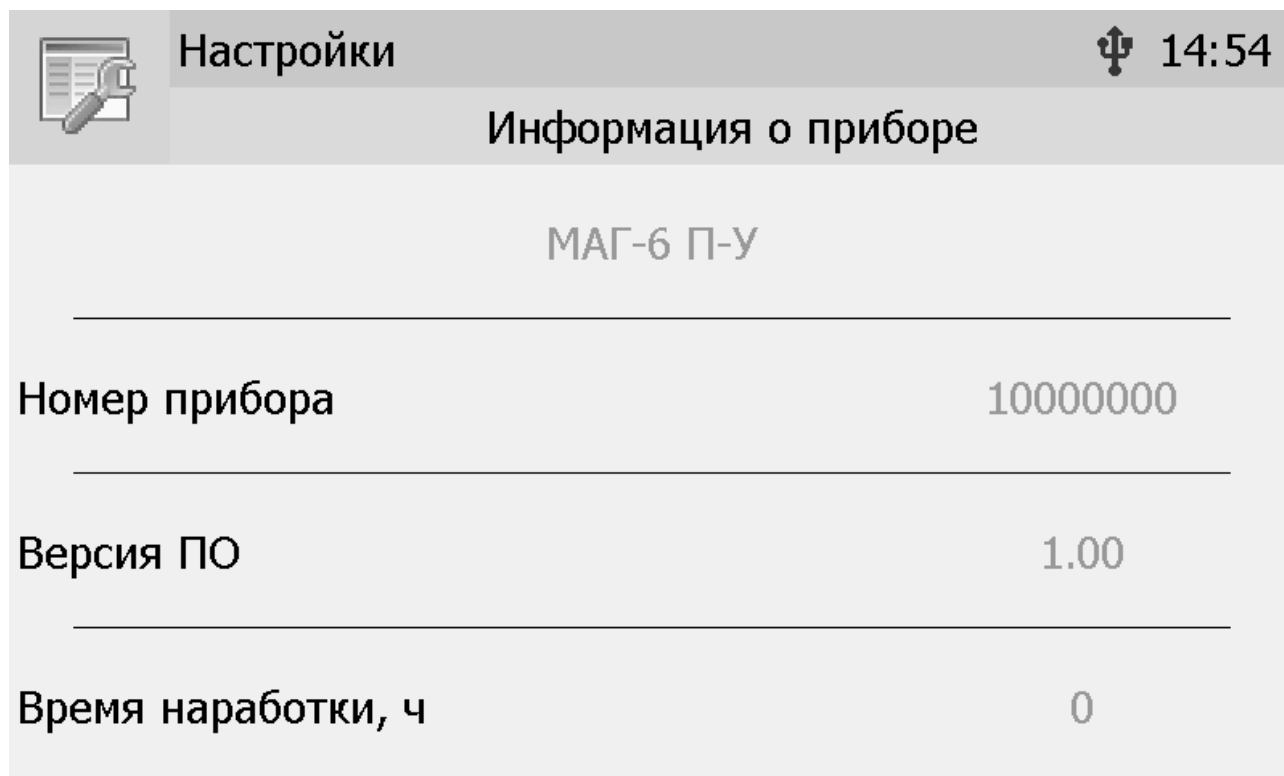 Настройки 14:54
Информация о приборе
МАГ-6 П-У
Номер прибора 10000000
Версия ПО 1.00
Время наработки, ч 0